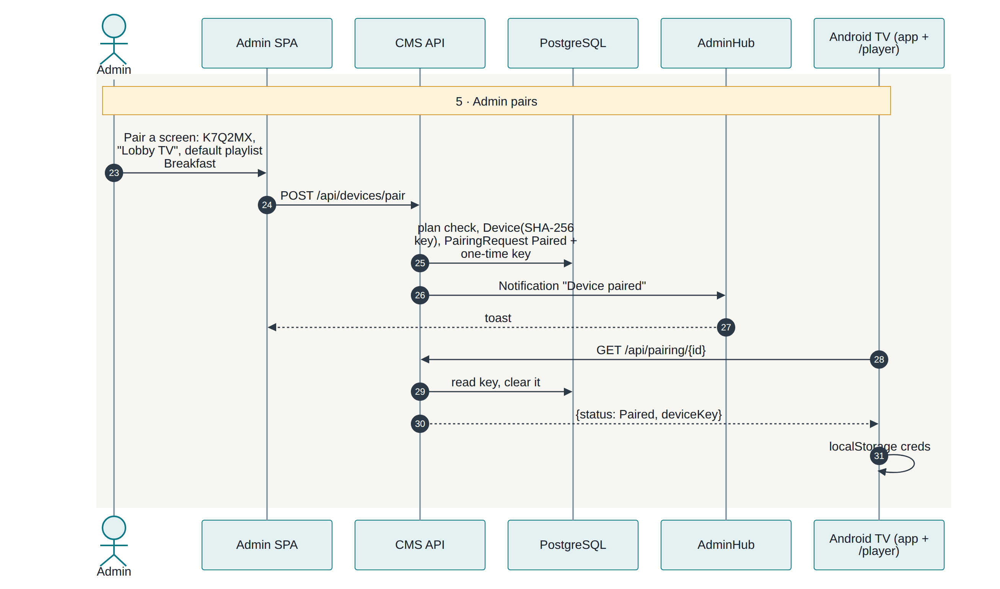 Admin
Admin SPA
CMS API
PostgreSQL
AdminHub
Android TV (app +
/player)
5 · Admin pairs
Pair a screen: K7Q2MX,
"Lobby TV", default playlist
Breakfast
23
POST /api/devices/pair
24
plan check, Device(SHA-256
key), PairingRequest Paired +
one-time key
25
Notification "Device paired"
26
toast
27
GET /api/pairing/{id}
28
read key, clear it
29
{status: Paired, deviceKey}
30
localStorage creds
31
Admin
Admin SPA
CMS API
PostgreSQL
AdminHub
Android TV (app +
/player)